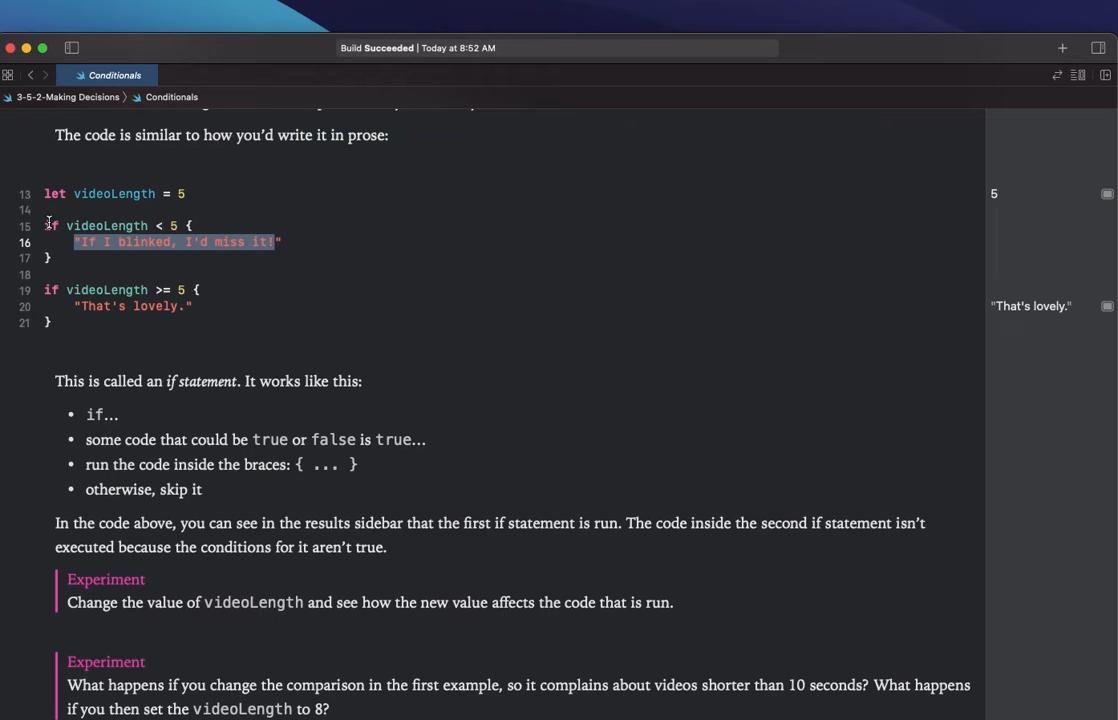 Build Succeeded | Today at 8:52 AM
Conditionals
3-5-2-Making Decisions 〉 Conditionals
The code is similar to how you'd write it in prose:
13 let videoLength = 5 5
14
15 if videoLength < 5 {
16 "If I blinked, I'd miss it!"
17 }
18
19 if videoLength >= 5 {
20 "That's lovely." "That's lovely."
21 }
This is called an if statement. It works like this:
• if...
• some code that could be true or false is true...
• run the code inside the braces: { ... }
• otherwise, skip it
In the code above, you can see in the results sidebar that the first if statement is run. The code inside the second if statement isn't
executed because the conditions for it aren't true.
Experiment
Change the value of videoLength and see how the new value affects the code that is run.
Experiment
What happens if you change the comparison in the first example, so it complains about videos shorter than 10 seconds? What happens
if you then set the videoLength to 8?